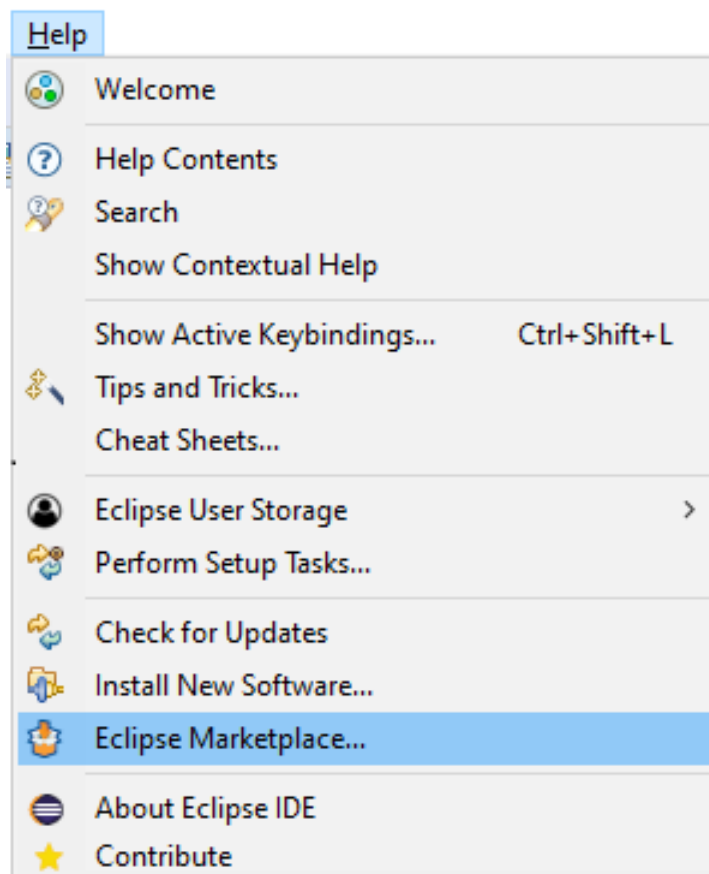 Help
Welcome
Help Contents
Search
Show Contextual Help
Show Active Keybindings... Ctrl+Shift+L
Tips and Tricks...
Cheat Sheets...
Eclipse User Storage
Perform Setup Tasks...
Check for Updates
Install New Software...
Eclipse Marketplace...
About Eclipse IDE
Contribute